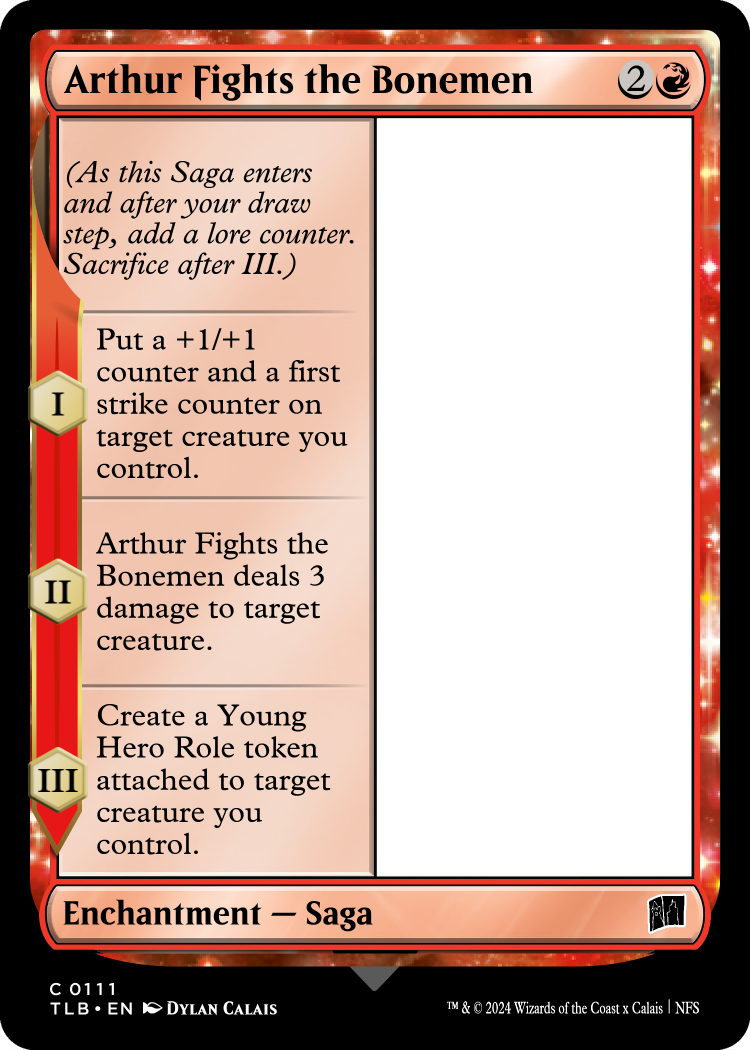 Arthur Fights the Bonemen 2
(As this Saga enters
and after your draw
step, add a lore counter.
Sacrifice after III.)
I
Put a +1/+1
counter and a first
strike counter on
target creature you
control.
II
Arthur Fights the
Bonemen deals 3
damage to target
creature.
III
Create a Young
Hero Role token
attached to target
creature you
control.
Enchantment — Saga
C 0111
TLB • EN DYLAN CALAIS
™ & © 2024 Wizards of the Coast x Calais | NFS